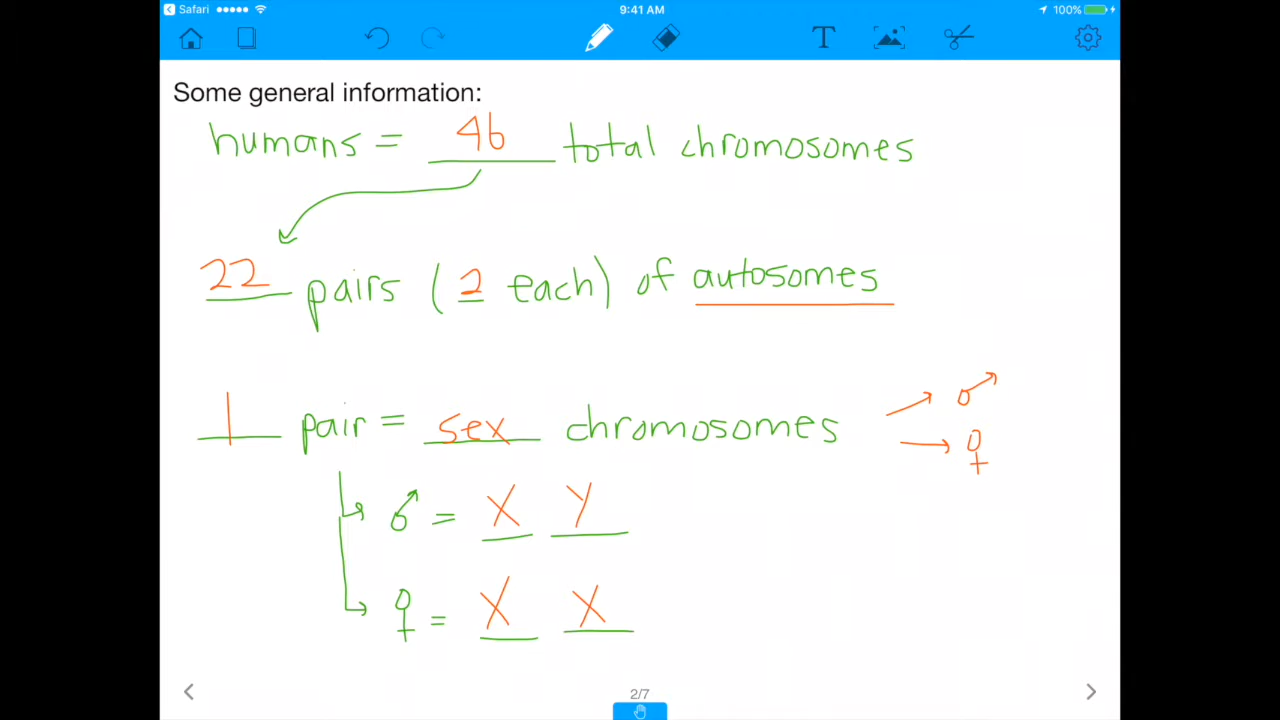 Safari 9:41 AM 100%
T
Some general information:
humans = 46 total chromosomes
22 pairs (2 each) of autosomes
1 pair = sex chromosomes → ♂
→ ♀
↳ ♂ = X Y
↳ ♀ = X X
2/7